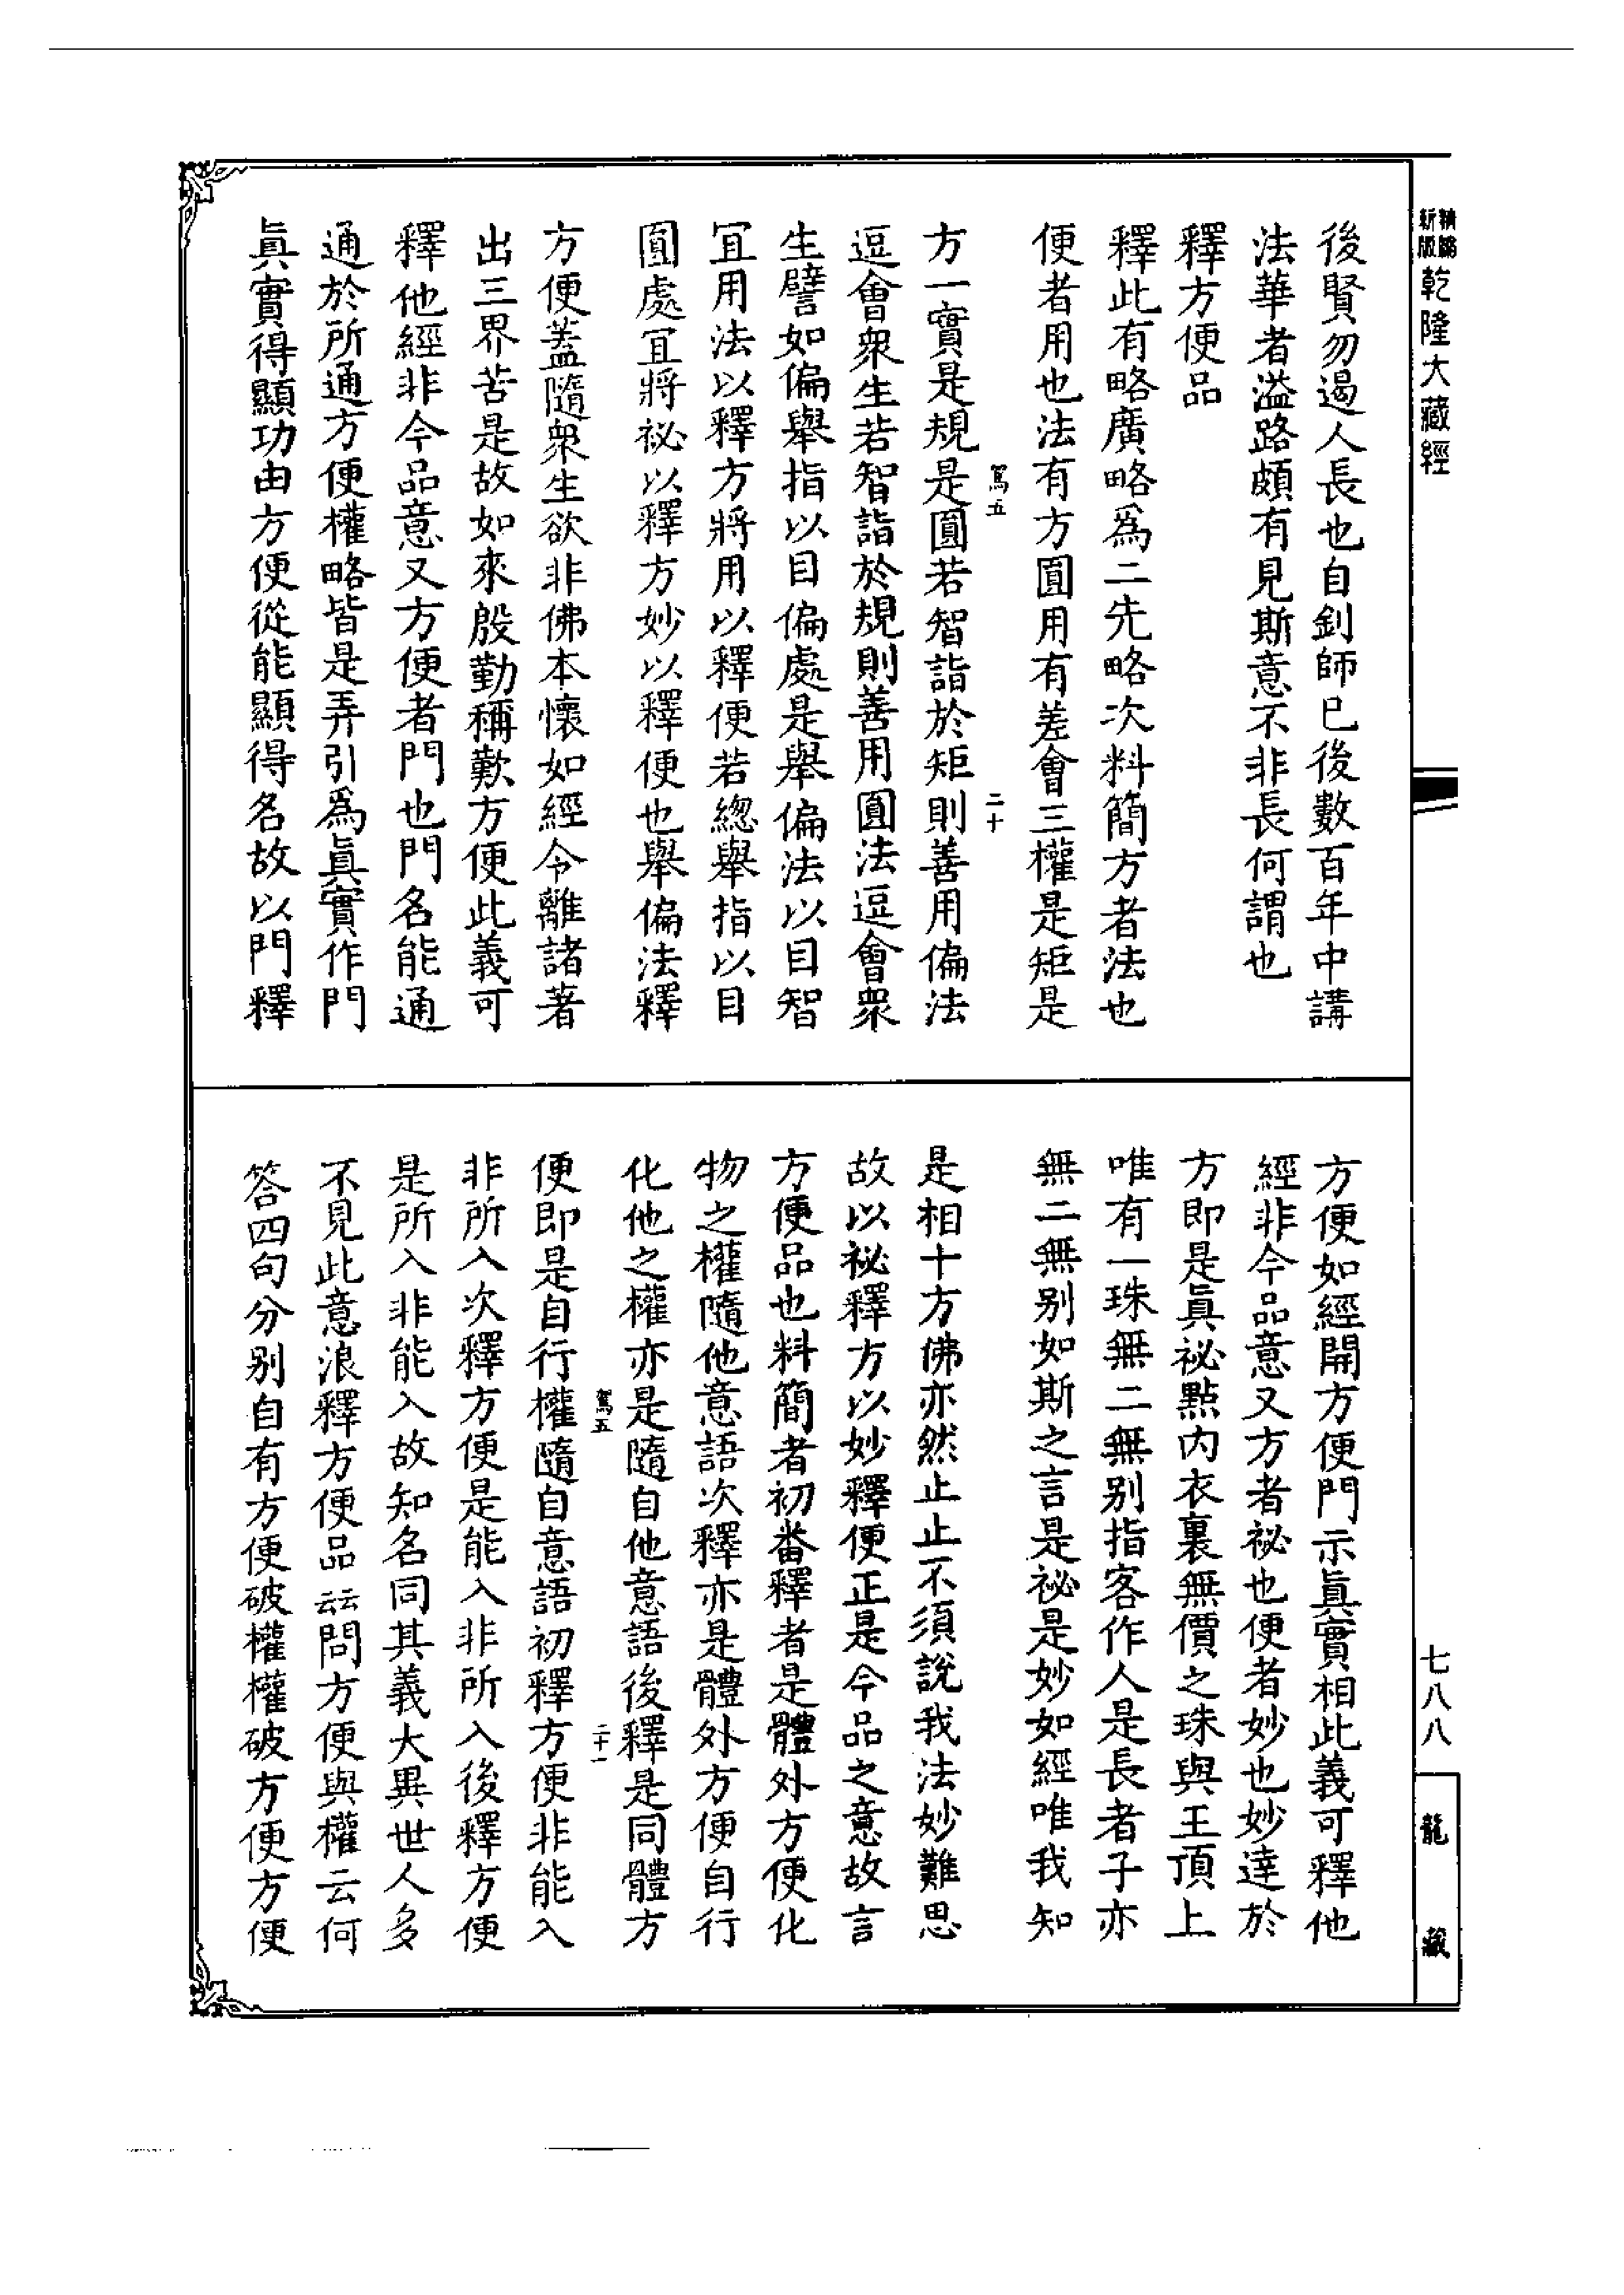 精編
新版
乾隆大藏經
後賢勿遏人長也自釗師已後數百年中講
法華者溢路頗有見斯意不非長何謂也
釋方便品
釋此有略廣略為二先略次料簡方者法也
便者用也法有方圓用有差會三權是矩是
駕五
二十
方一實是規是圓若智詣於矩則善用偏法
逗會衆生若智詣於規則善用圓法逗會衆
生譬如偏舉指以目偏處是舉偏法以目智
宜用法以釋方將用以釋便若總舉指以目
圓處宜將祕以釋方妙以釋便也舉偏法釋
方便蓋隨衆生欲非佛本懷如經令離諸著
出三界苦是故如來殷勤稱歎方便此義可
釋他經非今品意又方便者門也門名能通
通於所通方便權略皆是弄引為眞實作門
眞實得顯功由方便從能顯得名故以門釋
方便如經開方便門示眞實相此義可釋他
經非今品意又方者祕也便者妙也妙達於
方即是眞祕點內衣裏無價之珠與王頂上
唯有一珠無二無別指客作人是長者子亦
無二無別如斯之言是祕是妙如經唯我知
是相十方佛亦然止止不須說我法妙難思
故以祕釋方以妙釋便正是今品之意故言
方便品也料簡者初番釋者是體外方便化
物之權隨他意語次釋亦是體外方便自行
化他之權亦是隨自他意語後釋是同體方
駕五
二十一
便即是自行權隨自意語初釋方便非能入
非所入次釋方便是能入非所入後釋方便
是所入非能入故知名同其義大異世人多
不見此意浪釋方便品云云問方便與權云何
答四句分別自有方便破權權破方便方便
七八八
龍
藏